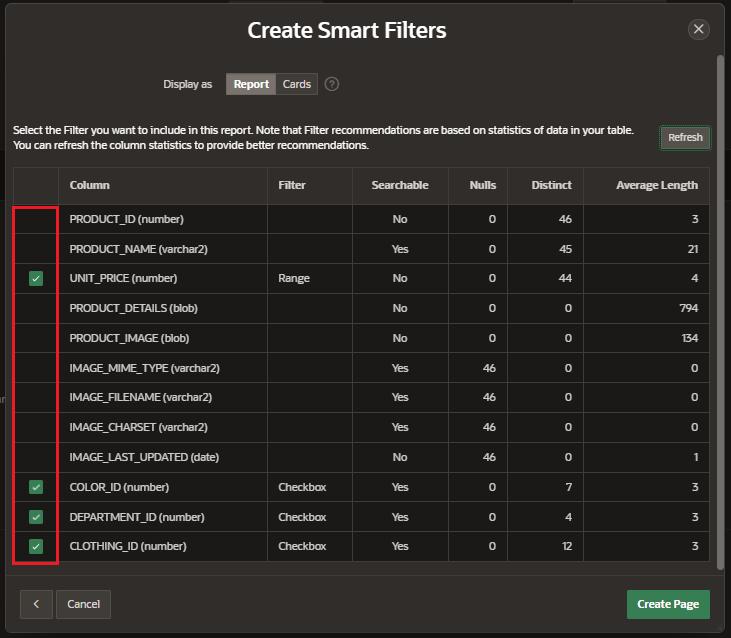 Create Smart Filters
Display as Report Cards ?
Select the Filter you want to include in this report. Note that Filter recommendations are based on statistics of data in your table.
You can refresh the column statistics to provide better recommendations.
Refresh
Column Filter Searchable Nulls Distinct Average Length
PRODUCT_ID (number) No 0 46 3
PRODUCT_NAME (varchar2) Yes 0 45 21
UNIT_PRICE (number) Range No 0 44 4
PRODUCT_DETAILS (blob) No 0 0 794
PRODUCT_IMAGE (blob) No 0 0 134
IMAGE_MIME_TYPE (varchar2) Yes 46 0 0
IMAGE_FILENAME (varchar2) Yes 46 0 0
IMAGE_CHARSET (varchar2) Yes 46 0 0
IMAGE_LAST_UPDATED (date) No 46 0 1
COLOR_ID (number) Checkbox Yes 0 7 3
DEPARTMENT_ID (number) Checkbox Yes 0 4 3
CLOTHING_ID (number) Checkbox Yes 0 12 3
Cancel Create Page